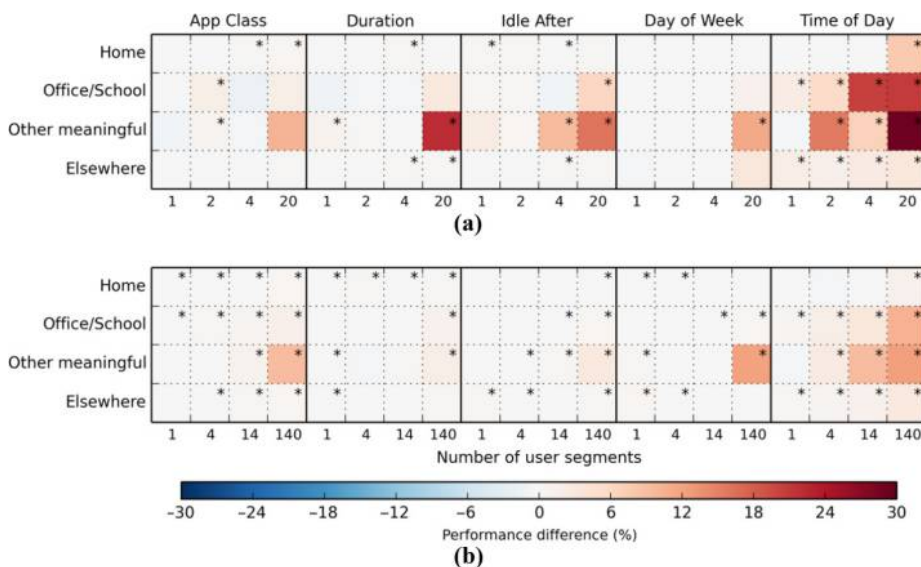 App Class Duration Idle After Day of Week Time of Day
(a)
Home * * * * * *
Office/School * * * * * *
Other meaningful * * * * * * * * *
Elsewhere * * * * * * *
1 2 4 20 1 2 4 20 1 2 4 20 1 2 4 20 1 2 4 20
(a)
Home * * * * * * * * * * * *
Office/School * * * * * * * * * * * *
Other meaningful * * * * * * * * * * * *
Elsewhere * * * * * * * * * * * * *
1 4 14 140 1 4 14 140 1 4 14 140 1 4 14 140 1 4 14 140
Number of user segments
−30 −24 −18 −12 −6 0 6 12 18 24 30
Performance difference (%)
(b)